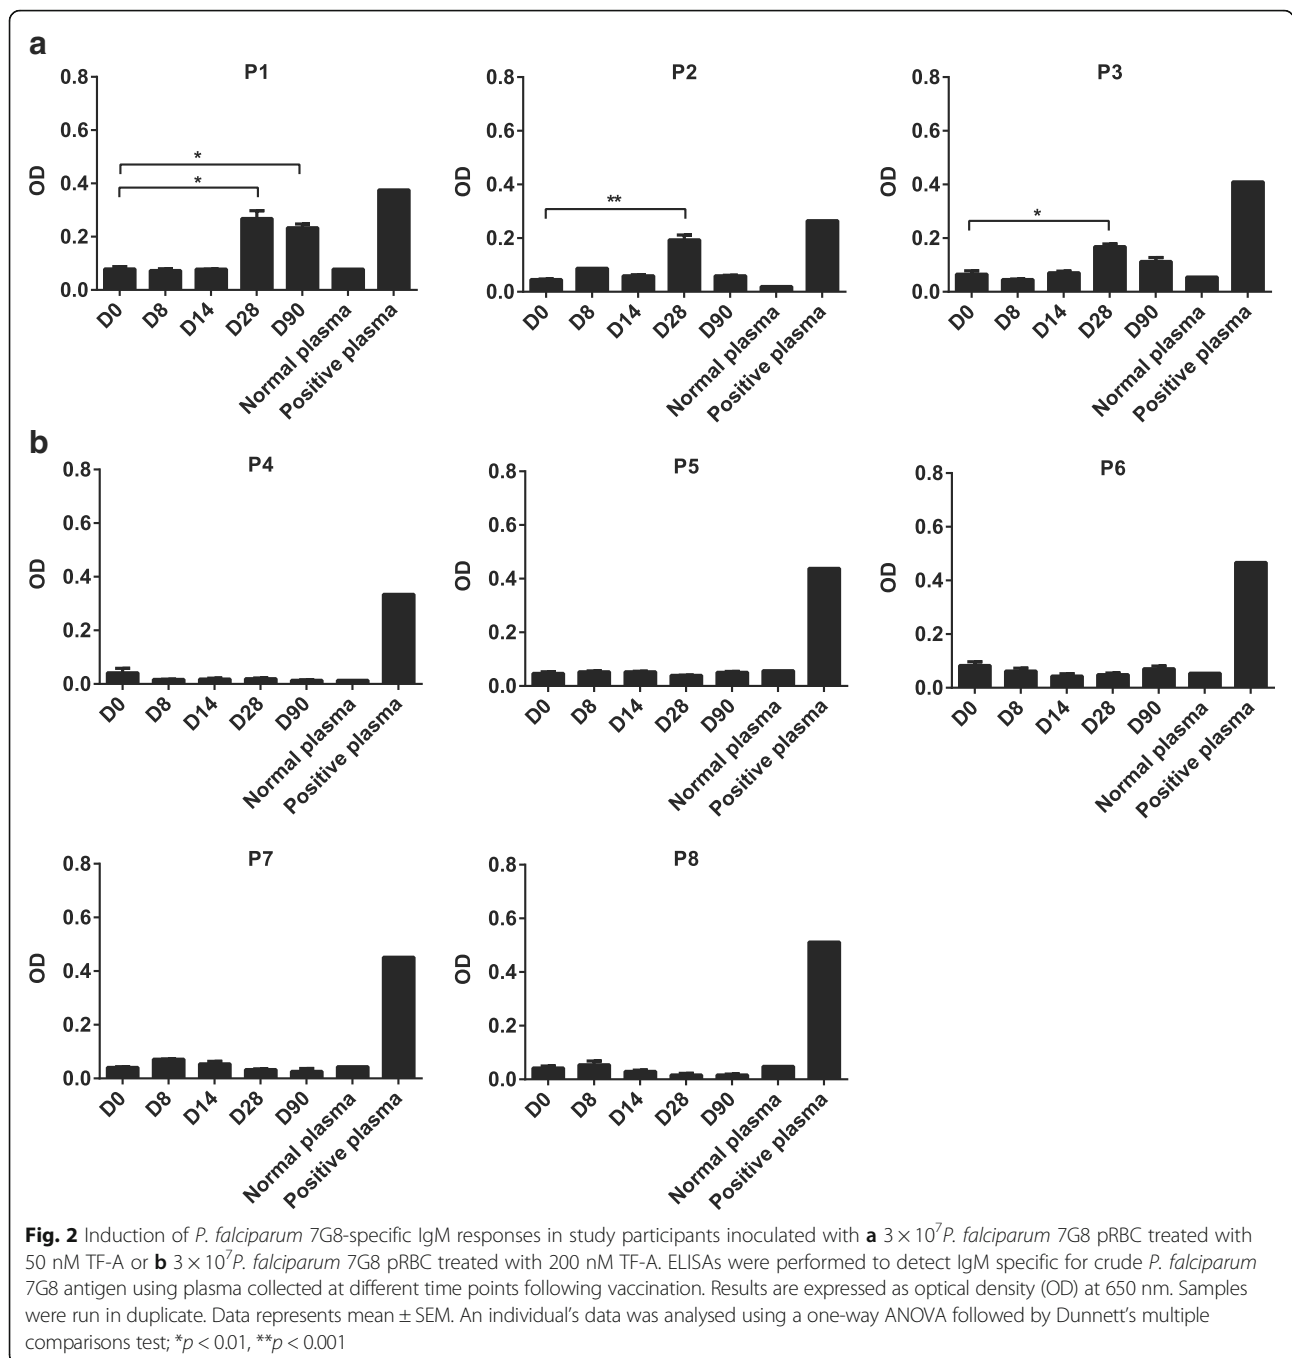 a
P1
P2
P3
0.8
0.6
0.4
0.2
0.0
OD
*
*
D0
D8
D14
D28
D90
Normal plasma
Positive plasma
0.8
0.6
0.4
0.2
0.0
OD
**
D0
D8
D14
D28
D90
Normal plasma
Positive plasma
0.8
0.6
0.4
0.2
0.0
OD
*
D0
D8
D14
D28
D90
Normal plasma
Positive plasma
b
P4
P5
P6
0.8
0.6
0.4
0.2
0.0
OD
D0
D8
D14
D28
D90
Normal plasma
Positive plasma
0.8
0.6
0.4
0.2
0.0
OD
D0
D8
D14
D28
D90
Normal plasma
Positive plasma
0.8
0.6
0.4
0.2
0.0
OD
D0
D8
D14
D28
D90
Normal plasma
Positive plasma
P7
P8
0.8
0.6
0.4
0.2
0.0
OD
D0
D8
D14
D28
D90
Normal plasma
Positive plasma
0.8
0.6
0.4
0.2
0.0
OD
D0
D8
D14
D28
D90
Normal plasma
Positive plasma
Fig. 2 Induction of P. falciparum 7G8-specific IgM responses in study participants inoculated with a 3 × 10⁷P. falciparum 7G8 pRBC treated with
50 nM TF-A or b 3 × 10⁷P. falciparum 7G8 pRBC treated with 200 nM TF-A. ELISAs were performed to detect IgM specific for crude P. falciparum
7G8 antigen using plasma collected at different time points following vaccination. Results are expressed as optical density (OD) at 650 nm. Samples
were run in duplicate. Data represents mean ± SEM. An individual's data was analysed using a one-way ANOVA followed by Dunnett's multiple
comparisons test; *p < 0.01, **p < 0.001